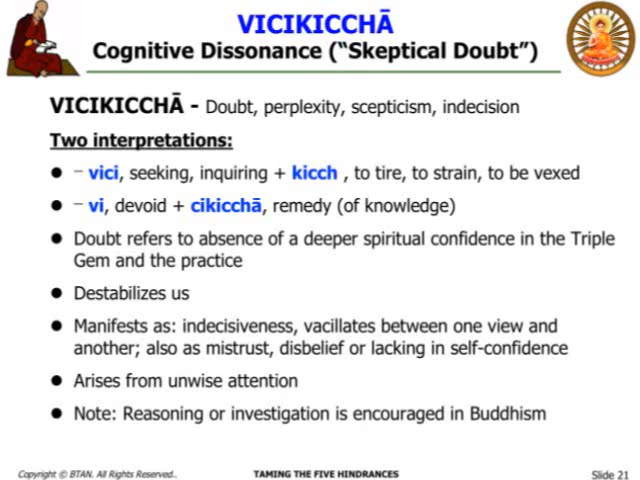 VICIKICCHĀ
Cognitive Dissonance (“Skeptical Doubt”)
VICIKICCHĀ - Doubt, perplexity, scepticism, indecision
Two interpretations:
● – vici, seeking, inquiring + kicch , to tire, to strain, to be vexed
● – vi, devoid + cikicchā, remedy (of knowledge)
● Doubt refers to absence of a deeper spiritual confidence in the Triple
Gem and the practice
● Destabilizes us
● Manifests as: indecisiveness, vacillates between one view and
another; also as mistrust, disbelief or lacking in self-confidence
● Arises from unwise attention
● Note: Reasoning or investigation is encouraged in Buddhism
Copyright © BTAN. All Rights Reserved..
TAMING THE FIVE HINDRANCES
Slide 21